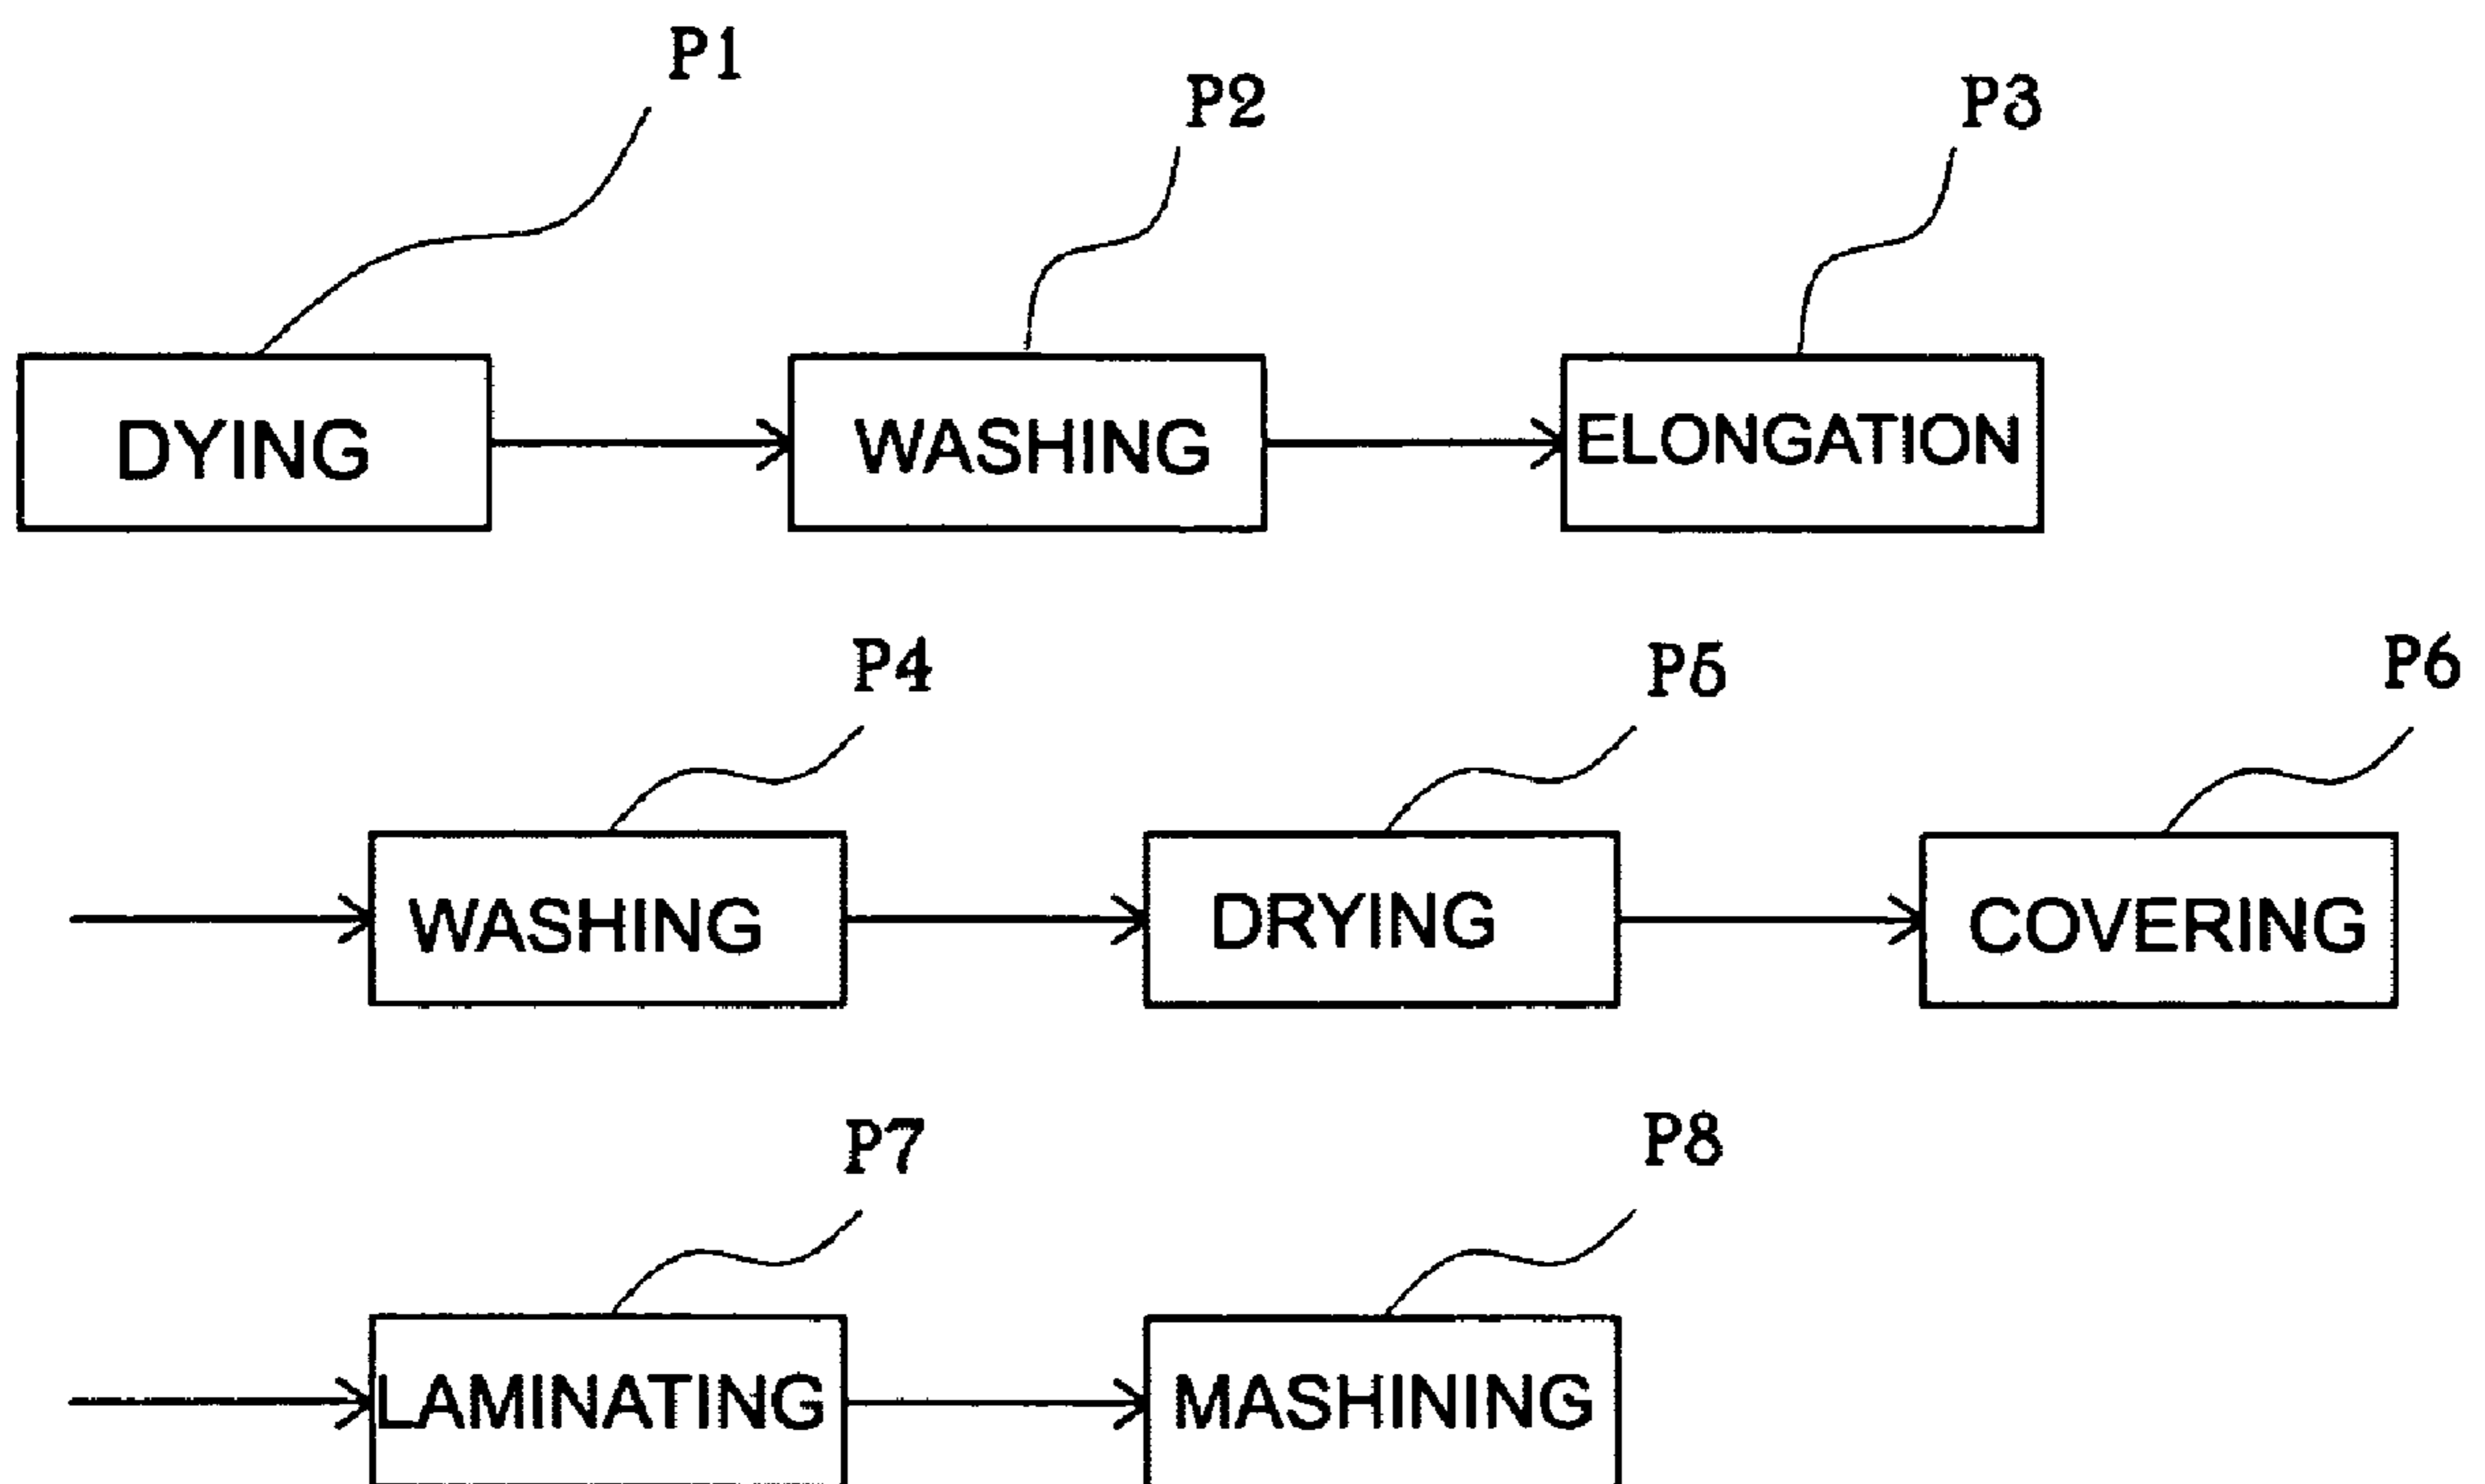 P1
P2 P3
DYING WASHING ELONGATION
P4 P5 P6
WASHING DRYING COVERING
P7 P8
LAMINATING MASHINING